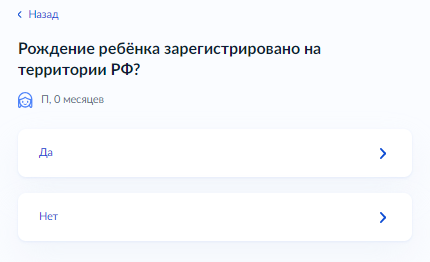 Назад
Рождение ребёнка зарегистрировано на
территории РФ?
П, 0 месяцев
Да
Нет